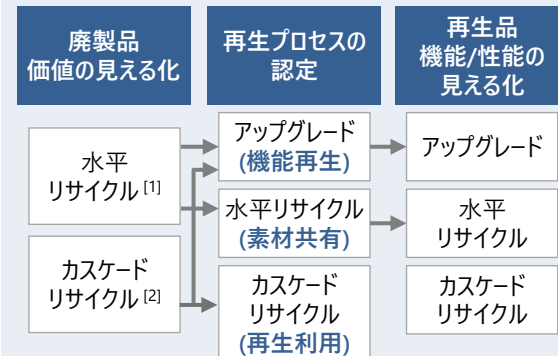 廃製品
価値の見える化
再生プロセスの
認定
再生品
機能/性能の
見える化
水平
リサイクル [1]
カスケード
リサイクル [2]
アップグレード
(機能再生)
水平リサイクル
(素材共有)
カスケード
リサイクル
(再生利用)
アップグレード
水平
リサイクル
カスケード
リサイクル